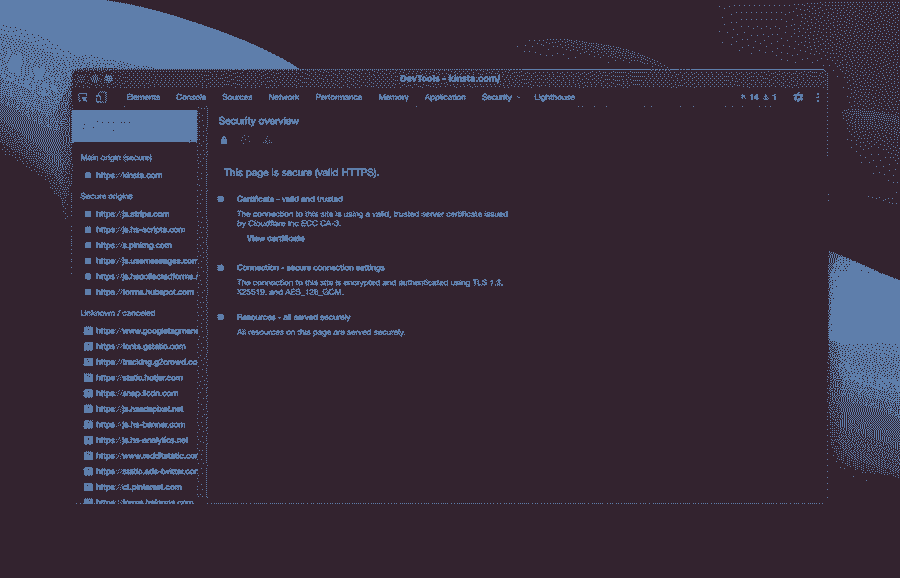 DevTools - kinsta.com/
Elements Console Sources Network Performance Memory Application Security Lighthouse 14 1
Security overview
Main origin (secure)
https://kinsta.com
Secure origins
https://js.stripe.com
https://js.hs-scripts.com
https://s.pinimg.com
https://js.usemessages.com
https://js.hscollectedforms.
https://forms.hubspot.com
Unknown / canceled
https://www.googletagman
https://fonts.gstatic.com
https://tracking.g2crowd.co
https://static.hotjar.com
https://snap.licdn.com
https://js.hsadspixel.net
https://js.hs-banner.com
https://js.hs-analytics.net
https://www.redditstatic.cor
https://static.ads-twitter.cor
https://ct.pinterest.com
This page is secure (valid HTTPS).
Certificate - valid and trusted
The connection to this site is using a valid, trusted server certificate issued
by Cloudflare Inc ECC CA-3.
View certificate
Connection - secure connection settings
The connection to this site is encrypted and authenticated using TLS 1.3,
X25519, and AES_128_GCM.
Resources - all served securely
All resources on this page are served securely.